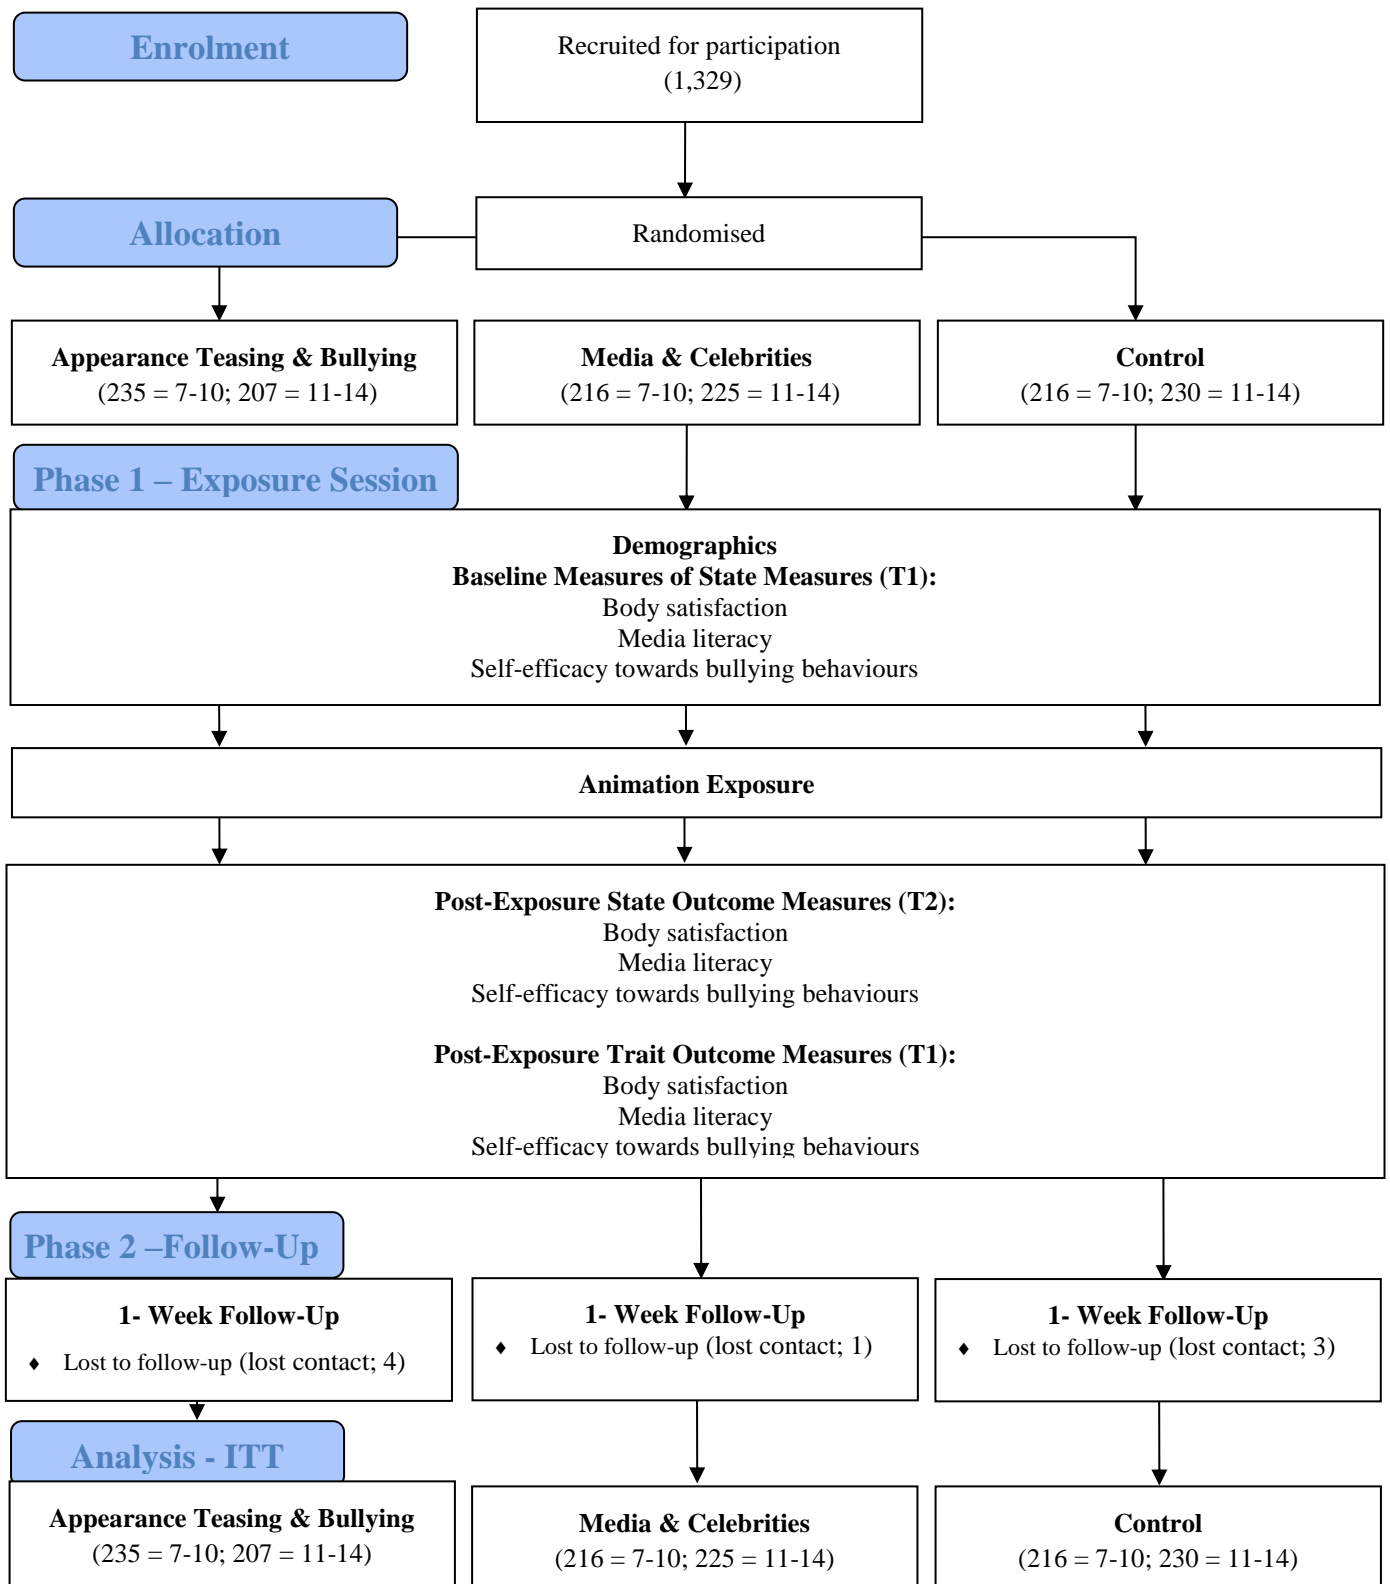 Enrolment
Recruited for participation
(1,329)
Allocation
Randomised
Appearance Teasing & Bullying
(235 = 7-10; 207 = 11-14)
Media & Celebrities
(216 = 7-10; 225 = 11-14)
Control
(216 = 7-10; 230 = 11-14)
Phase 1 – Exposure Session
Demographics
Baseline Measures of State Measures (T1):
Body satisfaction
Media literacy
Self-efficacy towards bullying behaviours
Animation Exposure
Post-Exposure State Outcome Measures (T2):
Body satisfaction
Media literacy
Self-efficacy towards bullying behaviours
Post-Exposure Trait Outcome Measures (T1):
Body satisfaction
Media literacy
Self-efficacy towards bullying behaviours
Phase 2 –Follow-Up
1- Week Follow-Up
♦ Lost to follow-up (lost contact; 4)
1- Week Follow-Up
♦ Lost to follow-up (lost contact; 1)
1- Week Follow-Up
♦ Lost to follow-up (lost contact; 3)
Analysis - ITT
Appearance Teasing & Bullying
(235 = 7-10; 207 = 11-14)
Media & Celebrities
(216 = 7-10; 225 = 11-14)
Control
(216 = 7-10; 230 = 11-14)